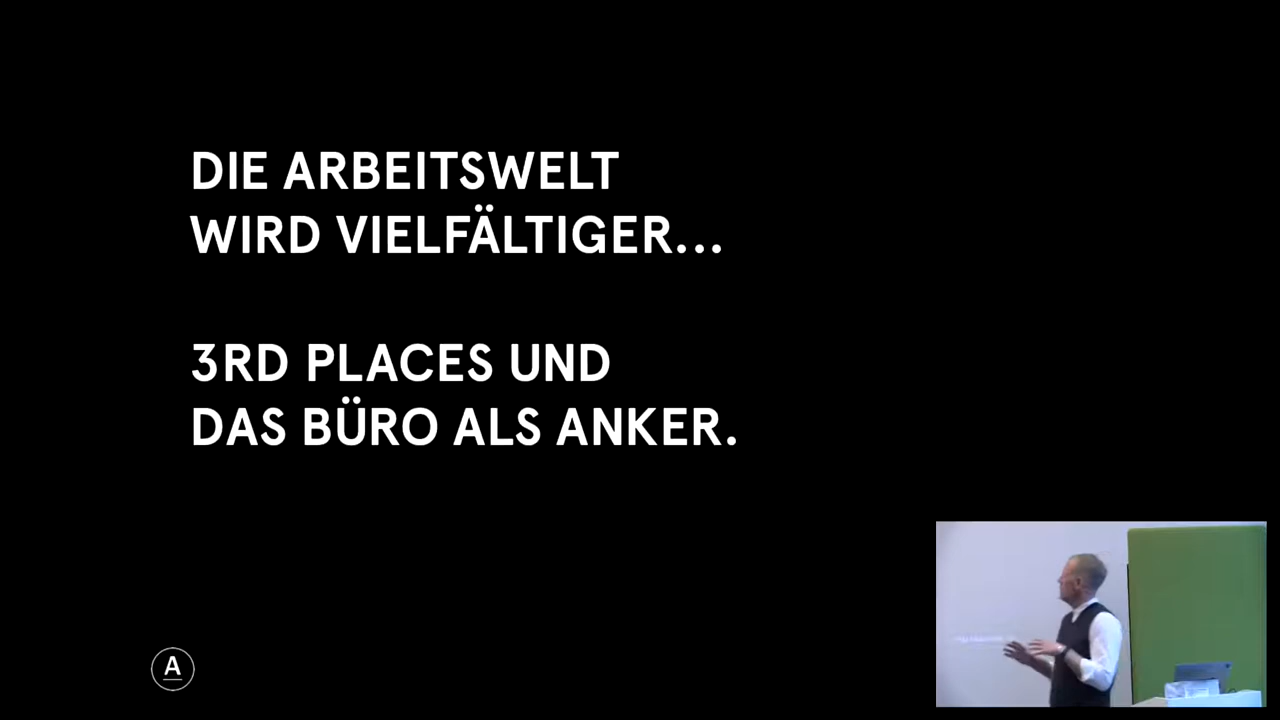 DIE ARBEITSWELT
WIRD VIELFÄLTIGER...
3RD PLACES UND
DAS BÜRO ALS ANKER.
A